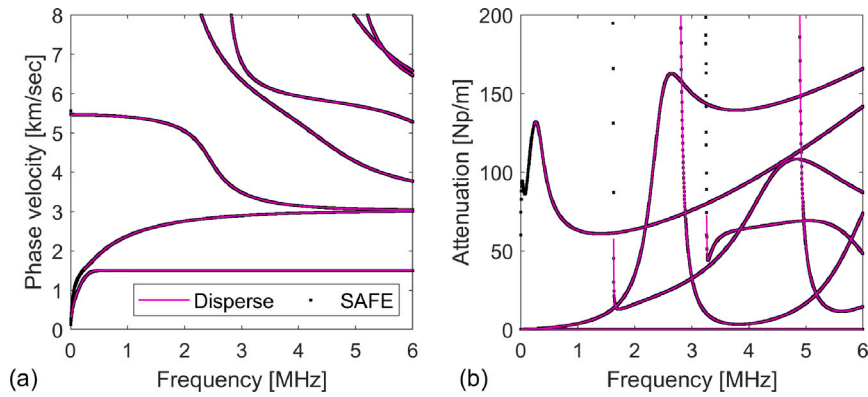 8
7
6
5
4
3
2
1
0
Phase velocity [km/sec]
Disperse SAFE
0 1 2 3 4 5 6
Frequency [MHz]
(a)
200
150
100
50
0
Attenuation [Np/m]
0 1 2 3 4 5 6
Frequency [MHz]
(b)